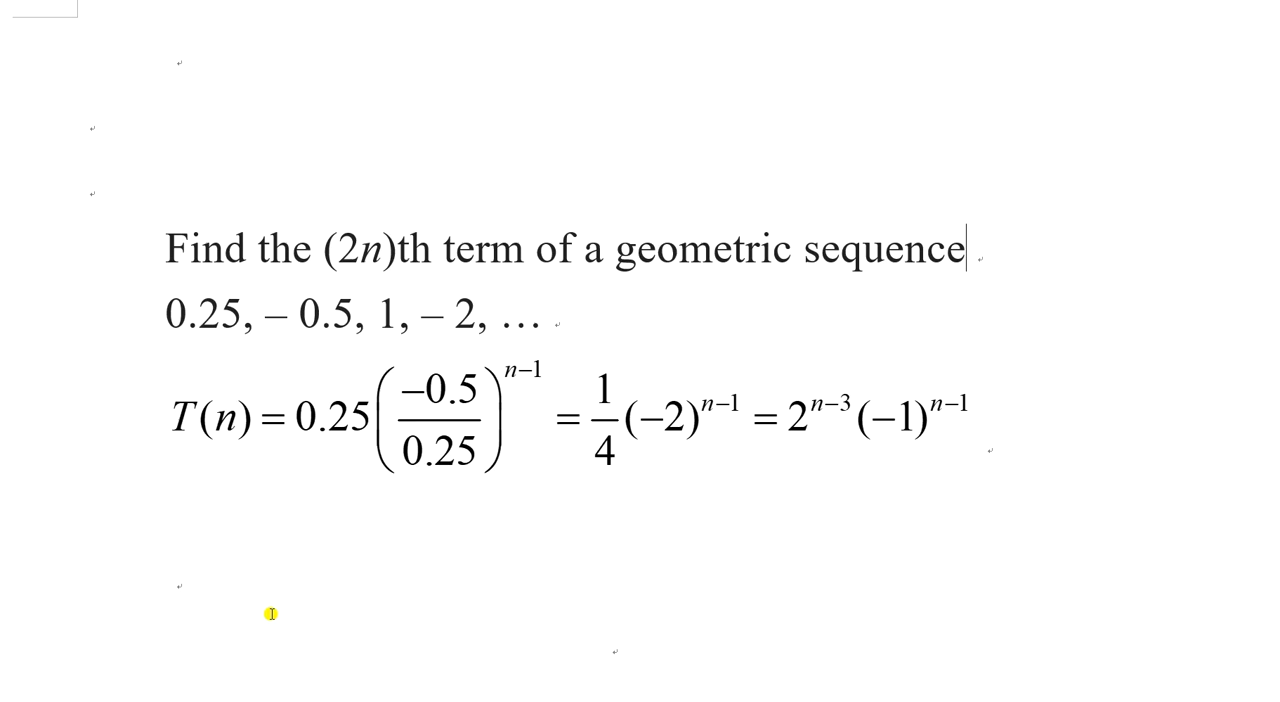 Find the (2n)th term of a geometric sequence
0.25, – 0.5, 1, – 2, …
T(n) = 0.25(−0.5/0.25)^(n−1) = 1/4(−2)^(n−1) = 2^(n−3)(−1)^(n−1)